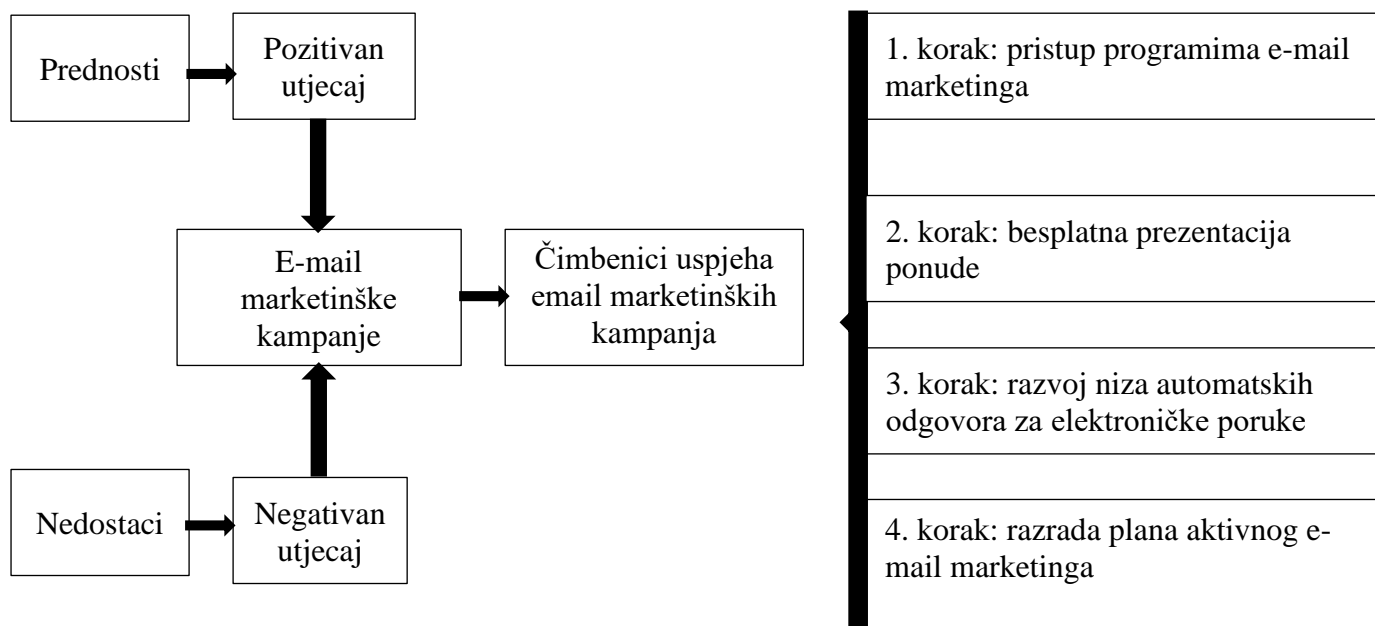 Prednosti
Pozitivan
utjecaj
E-mail
marketinške
kampanje
Čimbenici uspjeha
email marketinških
kampanja
Nedostaci
Negativan
utjecaj
1. korak: pristup programima e-mail
marketinga
2. korak: besplatna prezentacija
ponude
3. korak: razvoj niza automatskih
odgovora za elektroničke poruke
4. korak: razrada plana aktivnog e-
mail marketinga